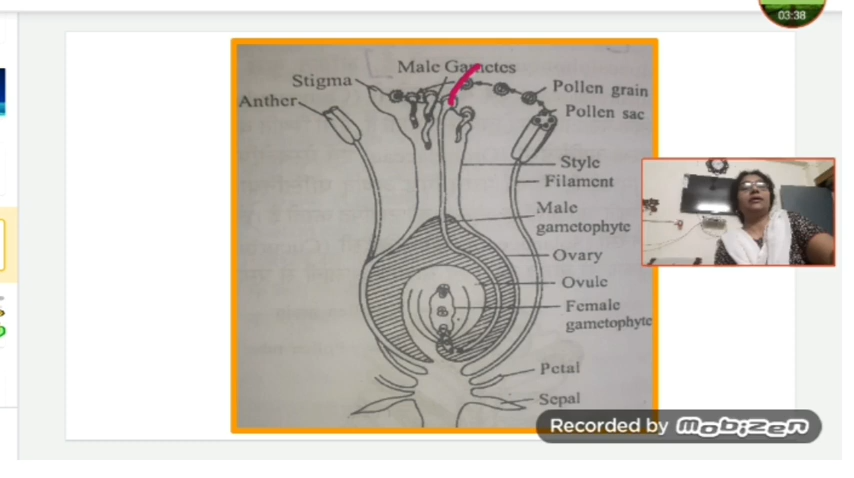 03:38
Male Gametes
Stigma
Pollen grain
Anther
Pollen sac
Style
Filament
Male
gametophyte
Ovary
Ovule
Female
gametophyte
Petal
Sepal
Recorded by Mobizen